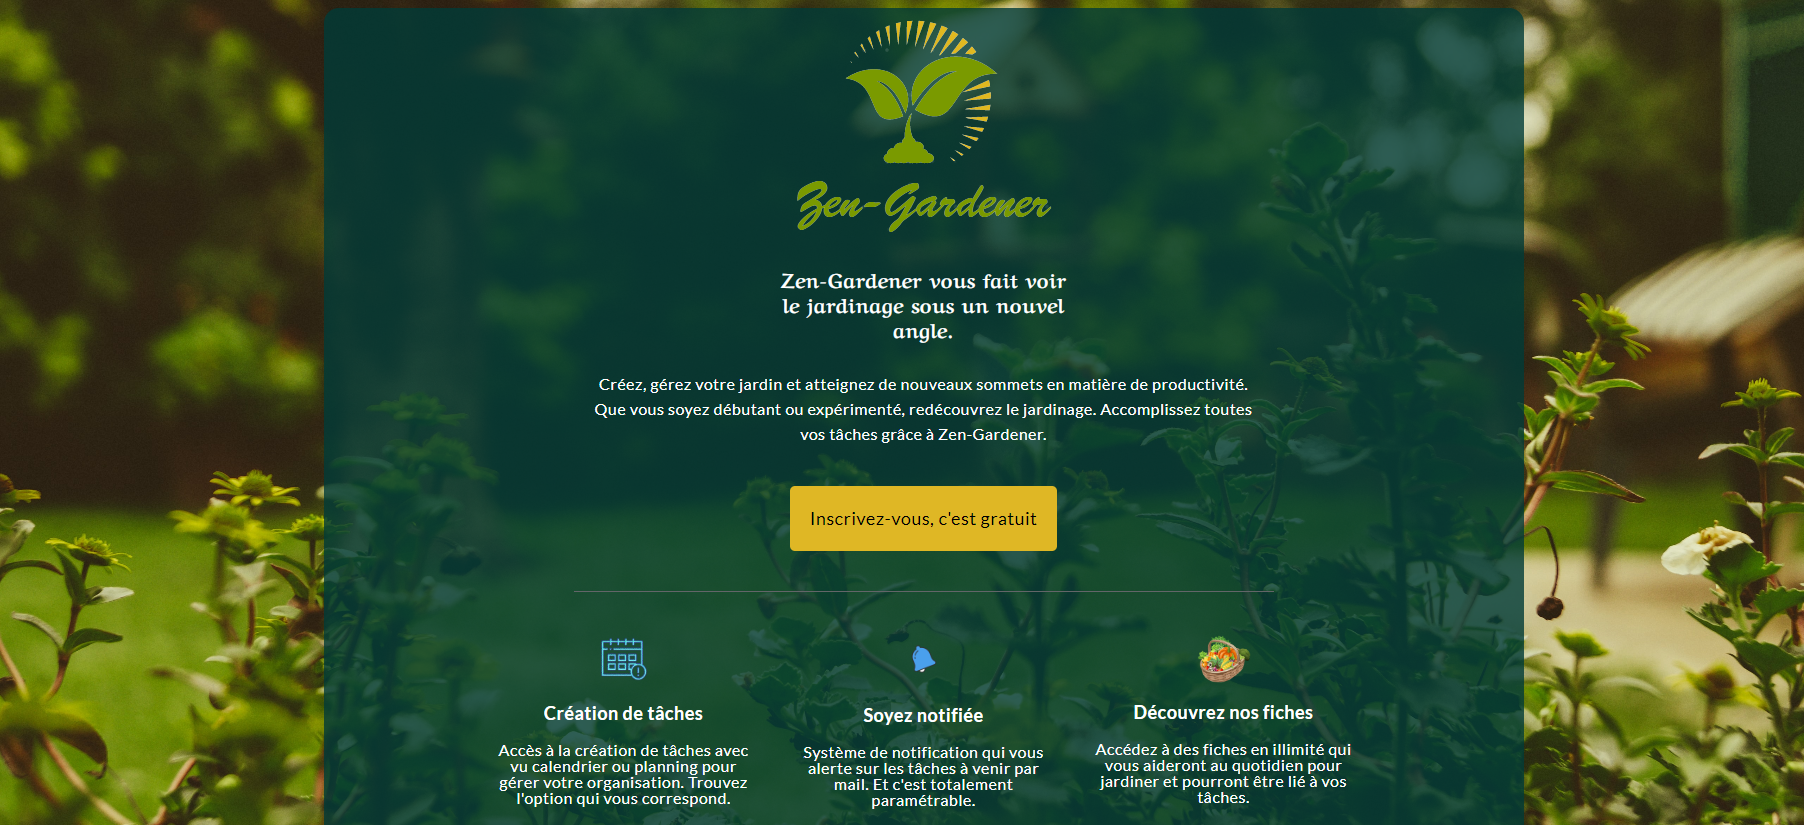 Zen-Gardener
Zen-Gardener vous fait voir
le jardinage sous un nouvel
angle.
Créez, gérez votre jardin et atteignez de nouveaux sommets en matière de productivité.
Que vous soyez débutant ou expérimenté, redécouvrez le jardinage. Accomplissez toutes
vos tâches grâce à Zen-Gardener.
Inscrivez-vous, c'est gratuit
Création de tâches
Accès à la création de tâches avec
vu calendrier ou planning pour
gérer votre organisation. Trouvez
l'option qui vous correspond.
Soyez notifiée
Système de notification qui vous
alerte sur les tâches à venir par
mail. Et c'est totalement
paramétrable.
Découvrez nos fiches
Accédez à des fiches en illimité qui
vous aideront au quotidien pour
jardiner et pourront être lié à vos
tâches.